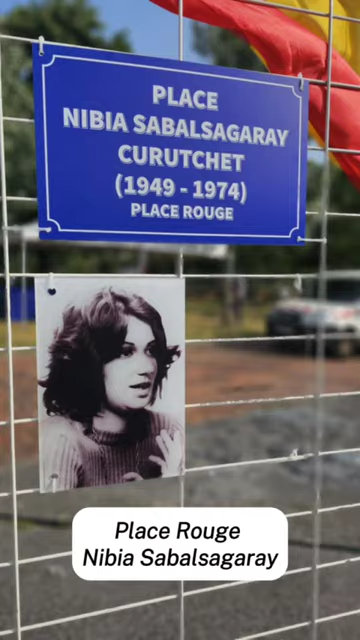 PLACE
NIBIA SABALSAGARAY
CURUTCHET
(1949 - 1974)
PLACE ROUGE
Place Rouge
Nibia Sabalsagaray